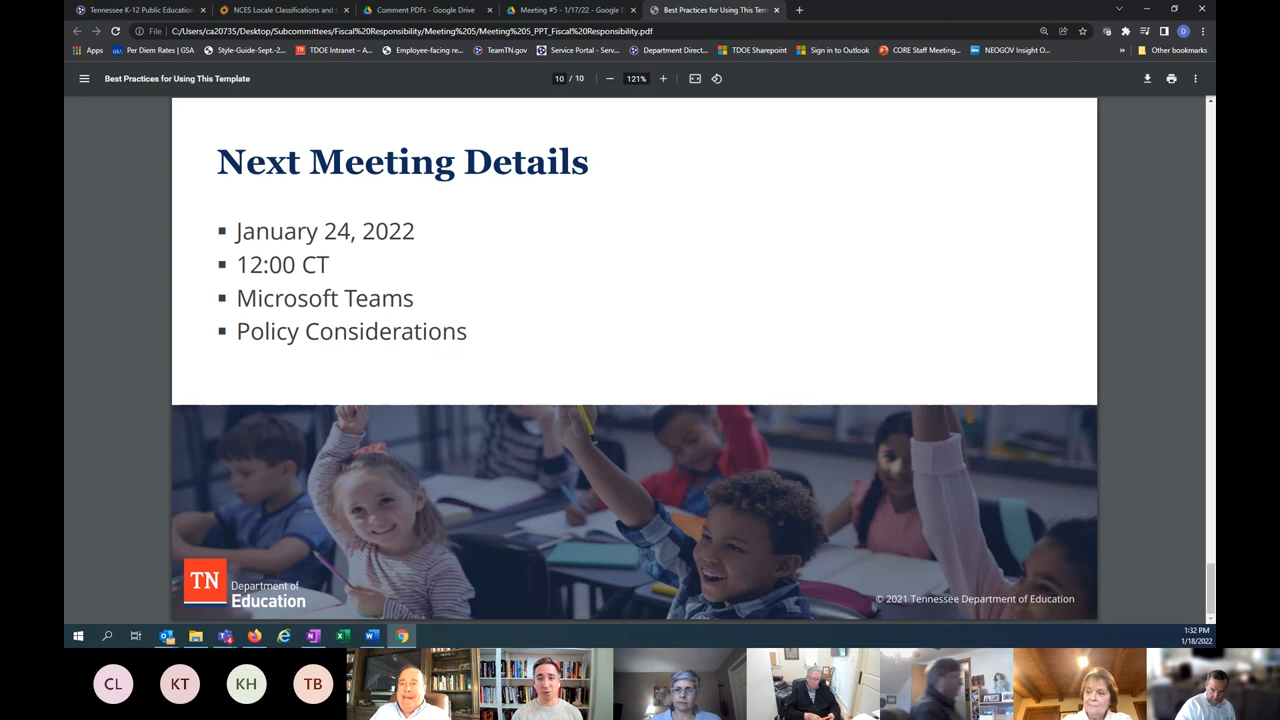 Tennessee K-12 Public Education
NCES Locale Classifications and
Comment PDFs - Google Drive
Meeting #5 - 1/17/22 - Google D
Best Practices for Using This Tem
File
C:/Users/ca20735/Desktop/Subcommittees/Fiscal%20Responsibility/Meeting%205/Meeting%205_PPT_Fiscal%20Responsibility.pdf
D
Apps
Per Diem Rates | GSA
Style-Guide-Sept.-2...
TDOE Intranet – A...
Employee-facing re...
TeamTN.gov
Service Portal - Serv...
Department Direct...
TDOE Sharepoint
Sign in to Outlook
CORE Staff Meeting...
NEOGOV Insight O...
Other bookmarks
Best Practices for Using This Template
10 / 10
121%
Next Meeting Details
▪ January 24, 2022
▪ 12:00 CT
▪ Microsoft Teams
▪ Policy Considerations
TN
Department of
Education
© 2021 Tennessee Department of Education
1:32 PM
1/18/2022
CL
KT
KH
TB